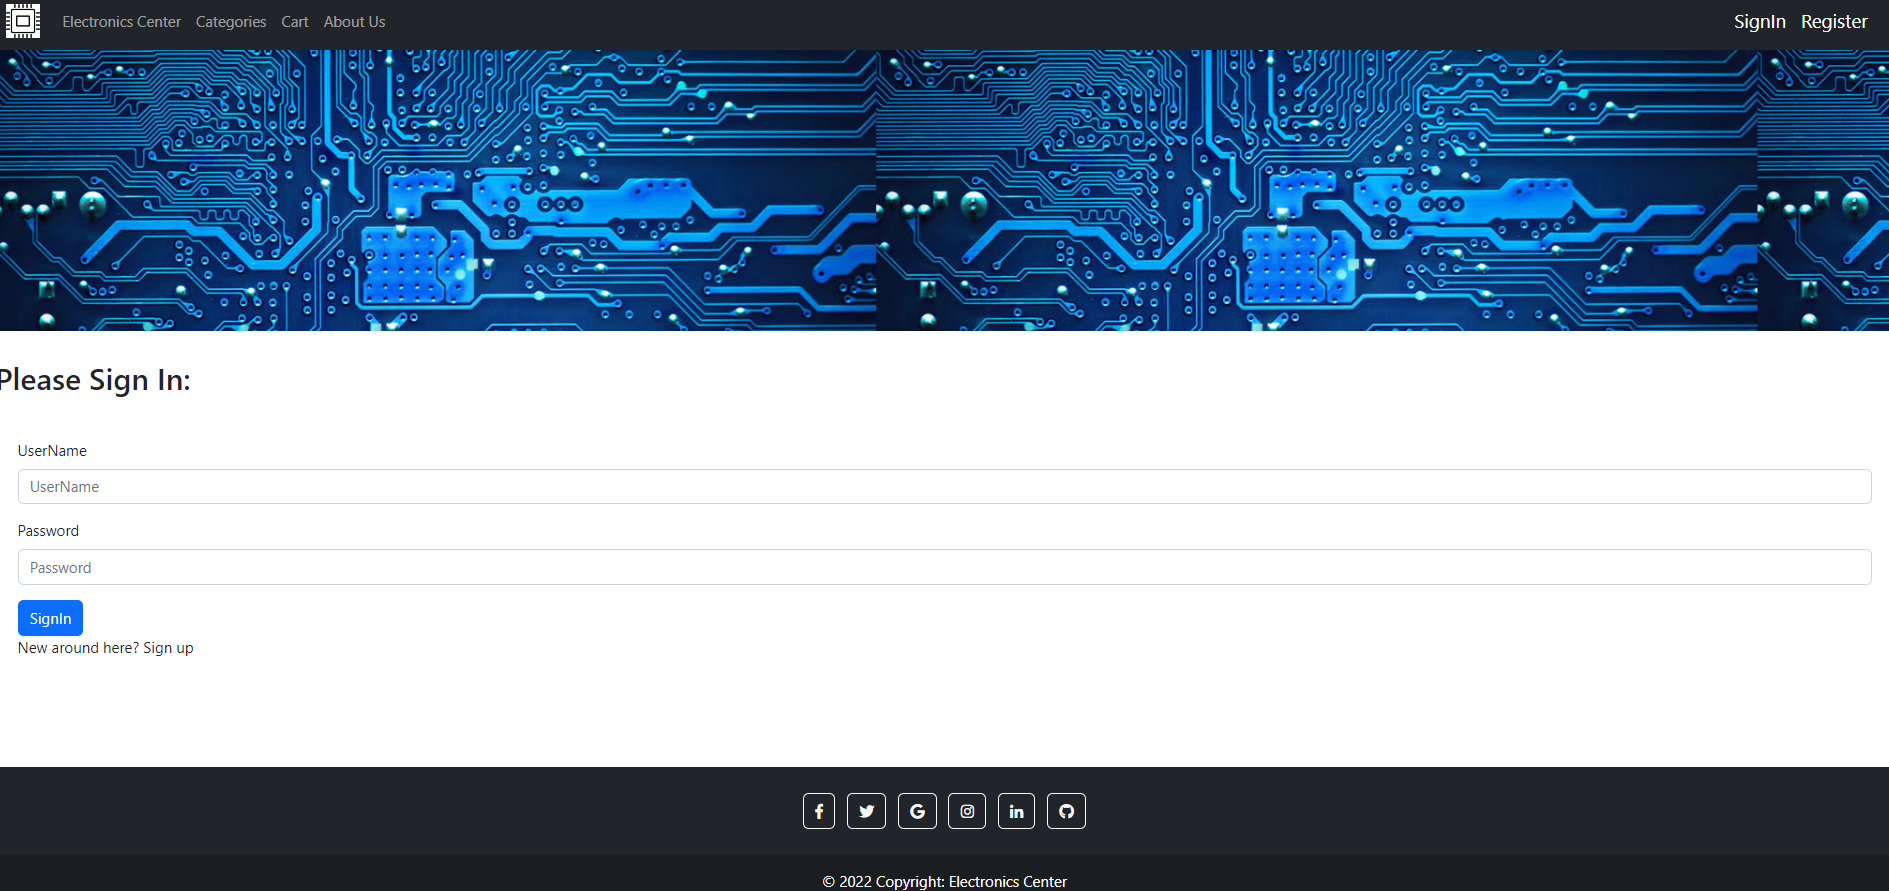 Electronics Center Categories Cart About Us SignIn Register
Please Sign In:
UserName
UserName
Password
Password
SignIn
New around here? Sign up
© 2022 Copyright: Electronics Center